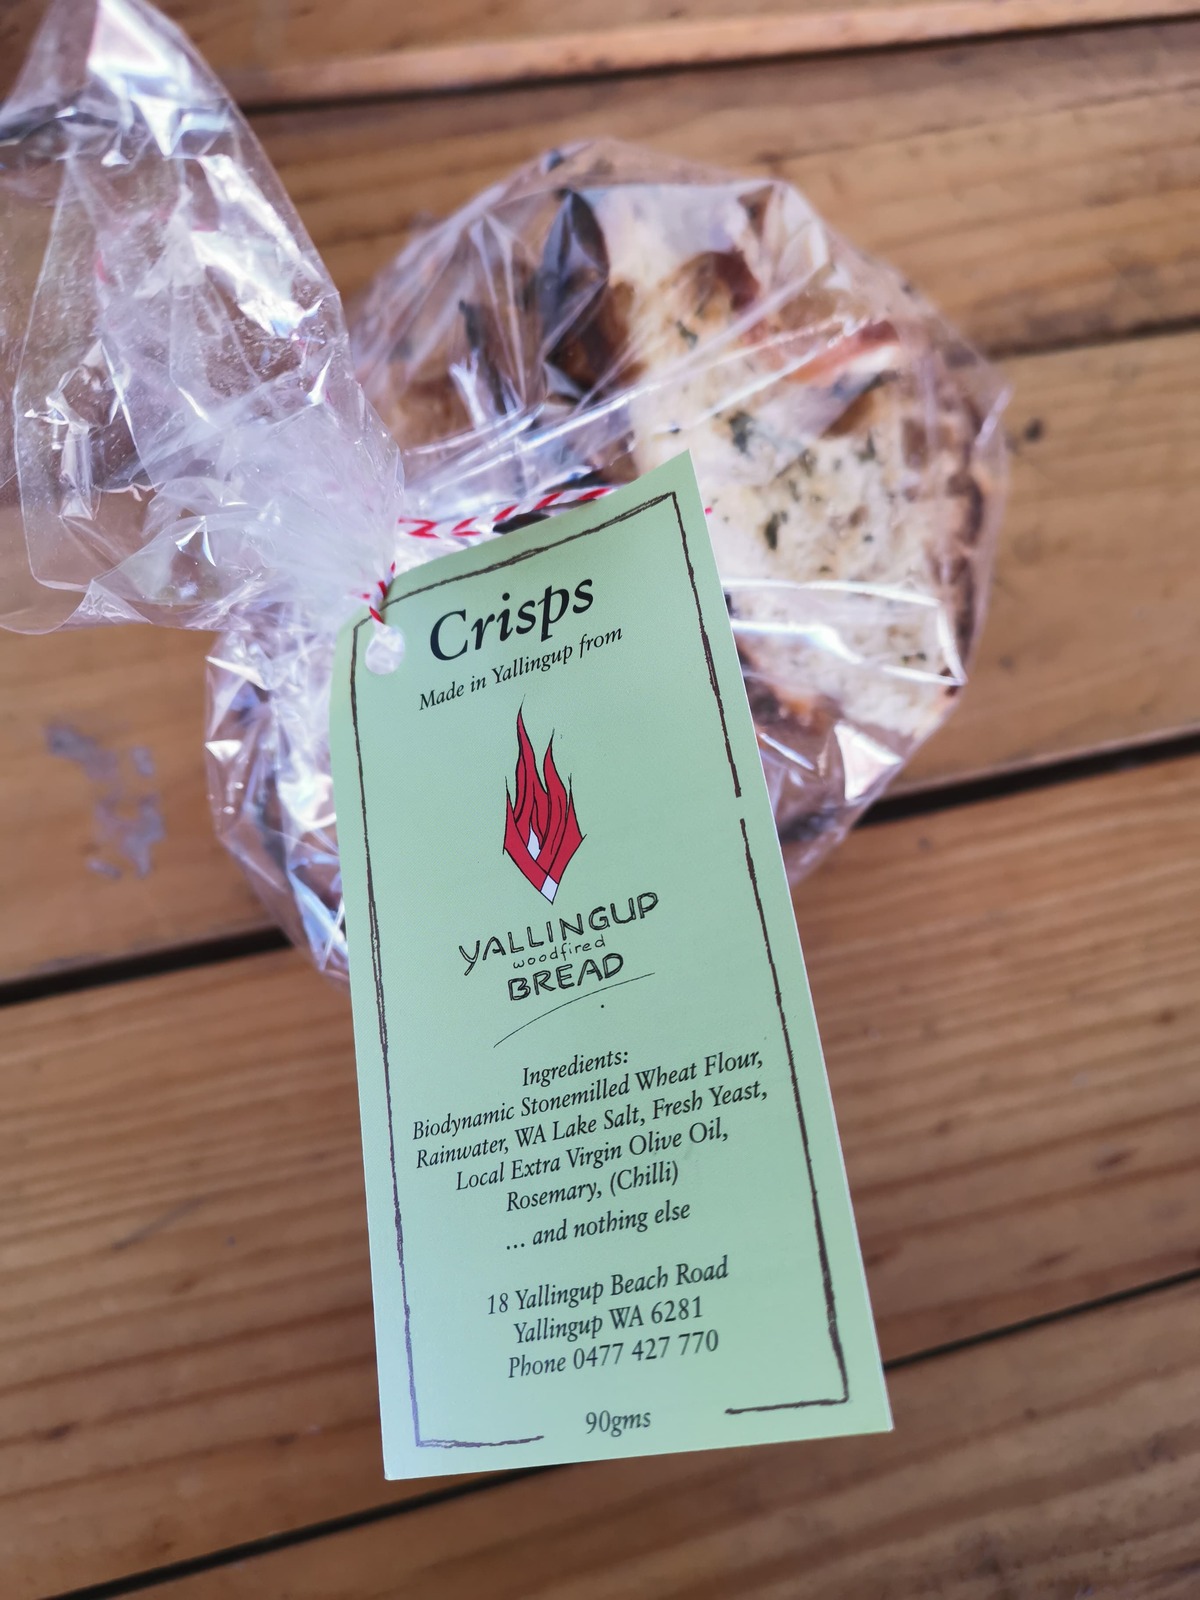 Crisps
Made in Yallingup from
YALLINGUP
woodfired
BREAD
Ingredients:
Biodynamic Stonemilled Wheat Flour,
Rainwater, WA Lake Salt, Fresh Yeast,
Local Extra Virgin Olive Oil,
Rosemary, (Chilli)
... and nothing else
18 Yallingup Beach Road
Yallingup WA 6281
Phone 0477 427 770
90gms